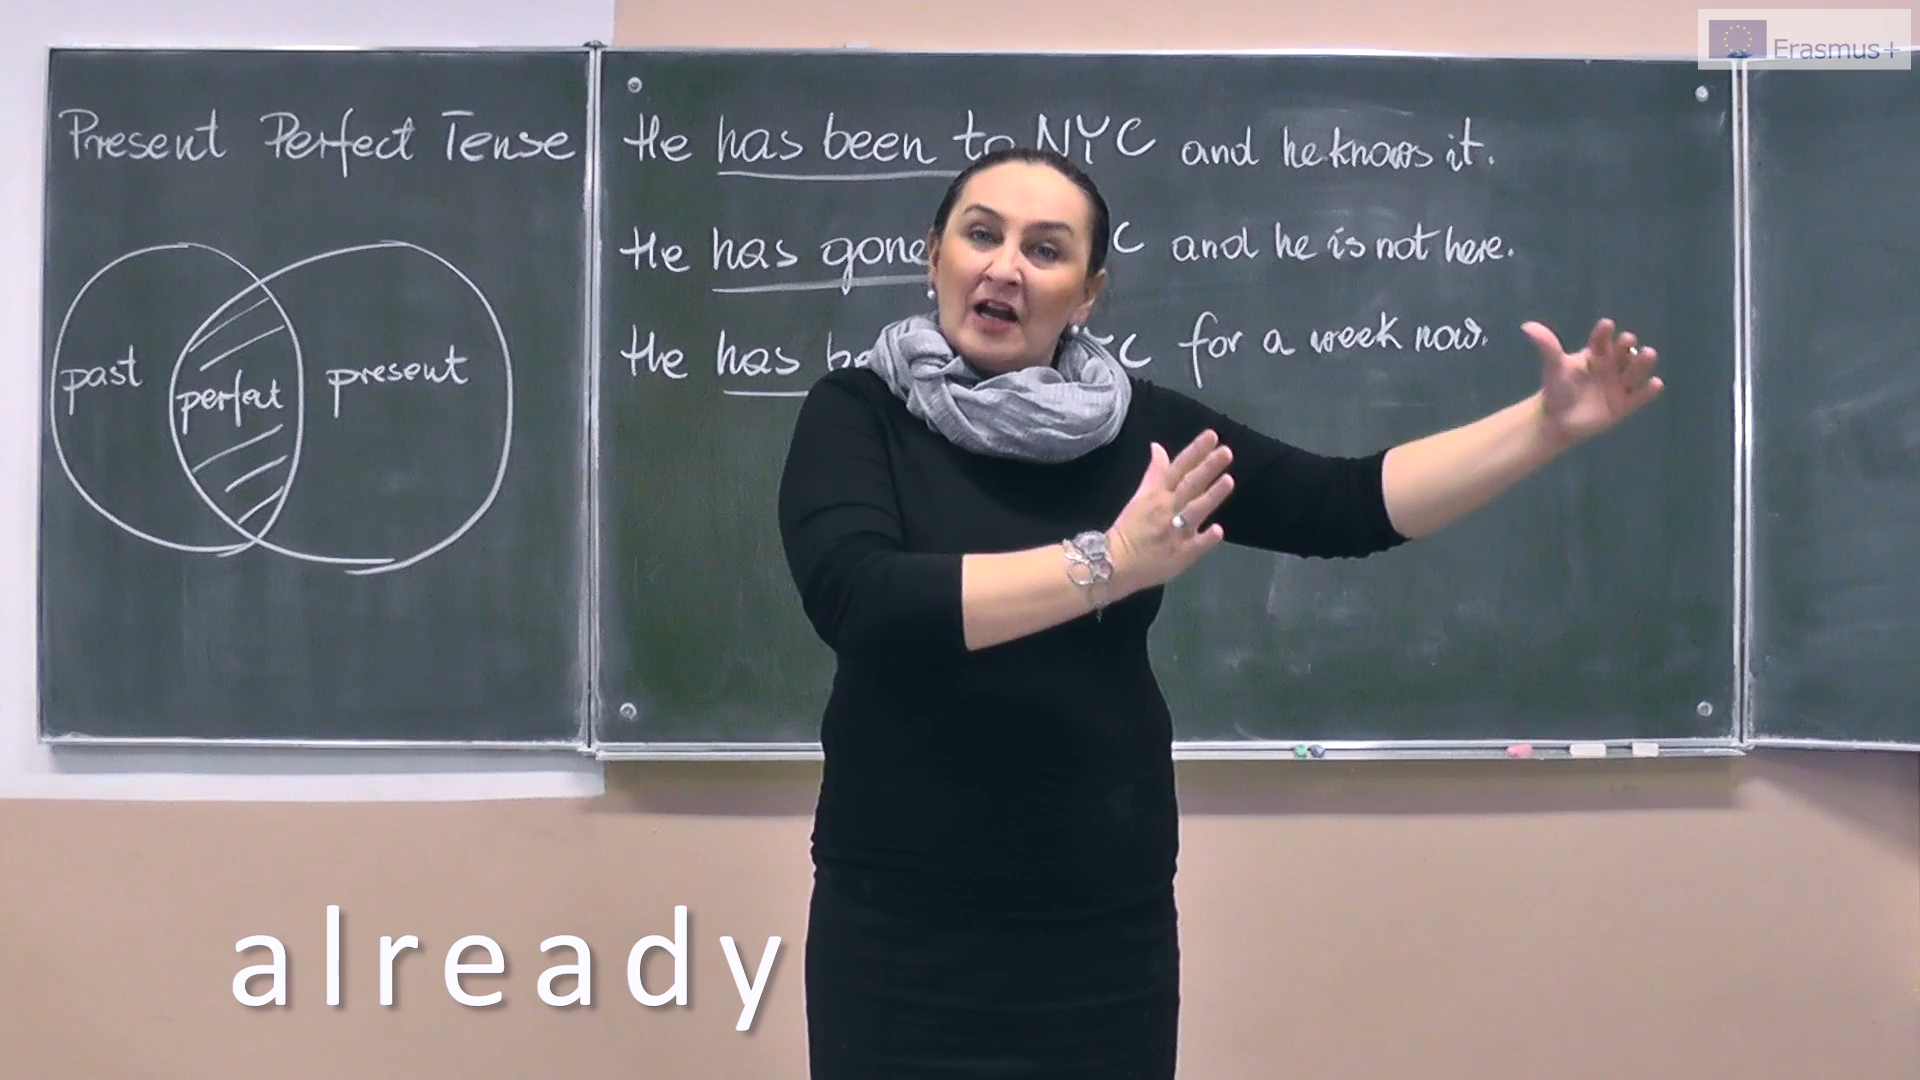 Erasmus+
Present Perfect Tense
past
perfect
present
He has been to NYC and he knows it.
He has gone C and he is not here.
He has C for a week now.
already